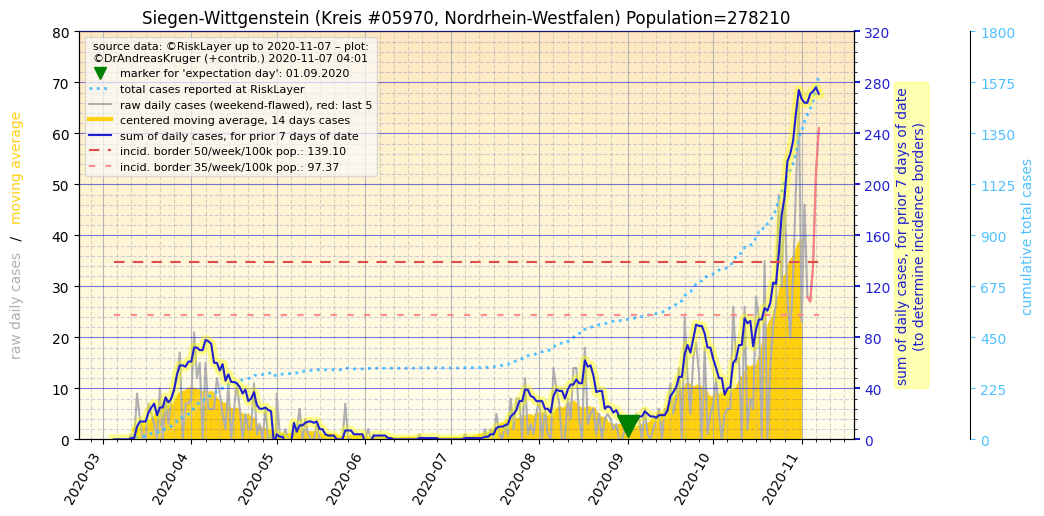 Siegen-Wittgenstein (Kreis #05970, Nordrhein-Westfalen) Population=278210
source data: ©RiskLayer up to 2020-11-07 – plot:
©DrAndreasKruger (+contrib.) 2020-11-07 04:01
marker for 'expectation day': 01.09.2020
total cases reported at RiskLayer
raw daily cases (weekend-flawed), red: last 5
centered moving average, 14 days cases
sum of daily cases, for prior 7 days of date
incid. border 50/week/100k pop.: 139.10
incid. border 35/week/100k pop.: 97.37
raw daily cases / moving average
80
70
60
50
40
30
20
10
0
2020-03
2020-04
2020-05
2020-06
2020-07
2020-08
2020-09
2020-10
2020-11
320
280
240
200
160
120
80
40
0
sum of daily cases, for prior 7 days of date
(to determine incidence borders)
1800
1575
1350
1125
900
675
450
225
0
cumulative total cases